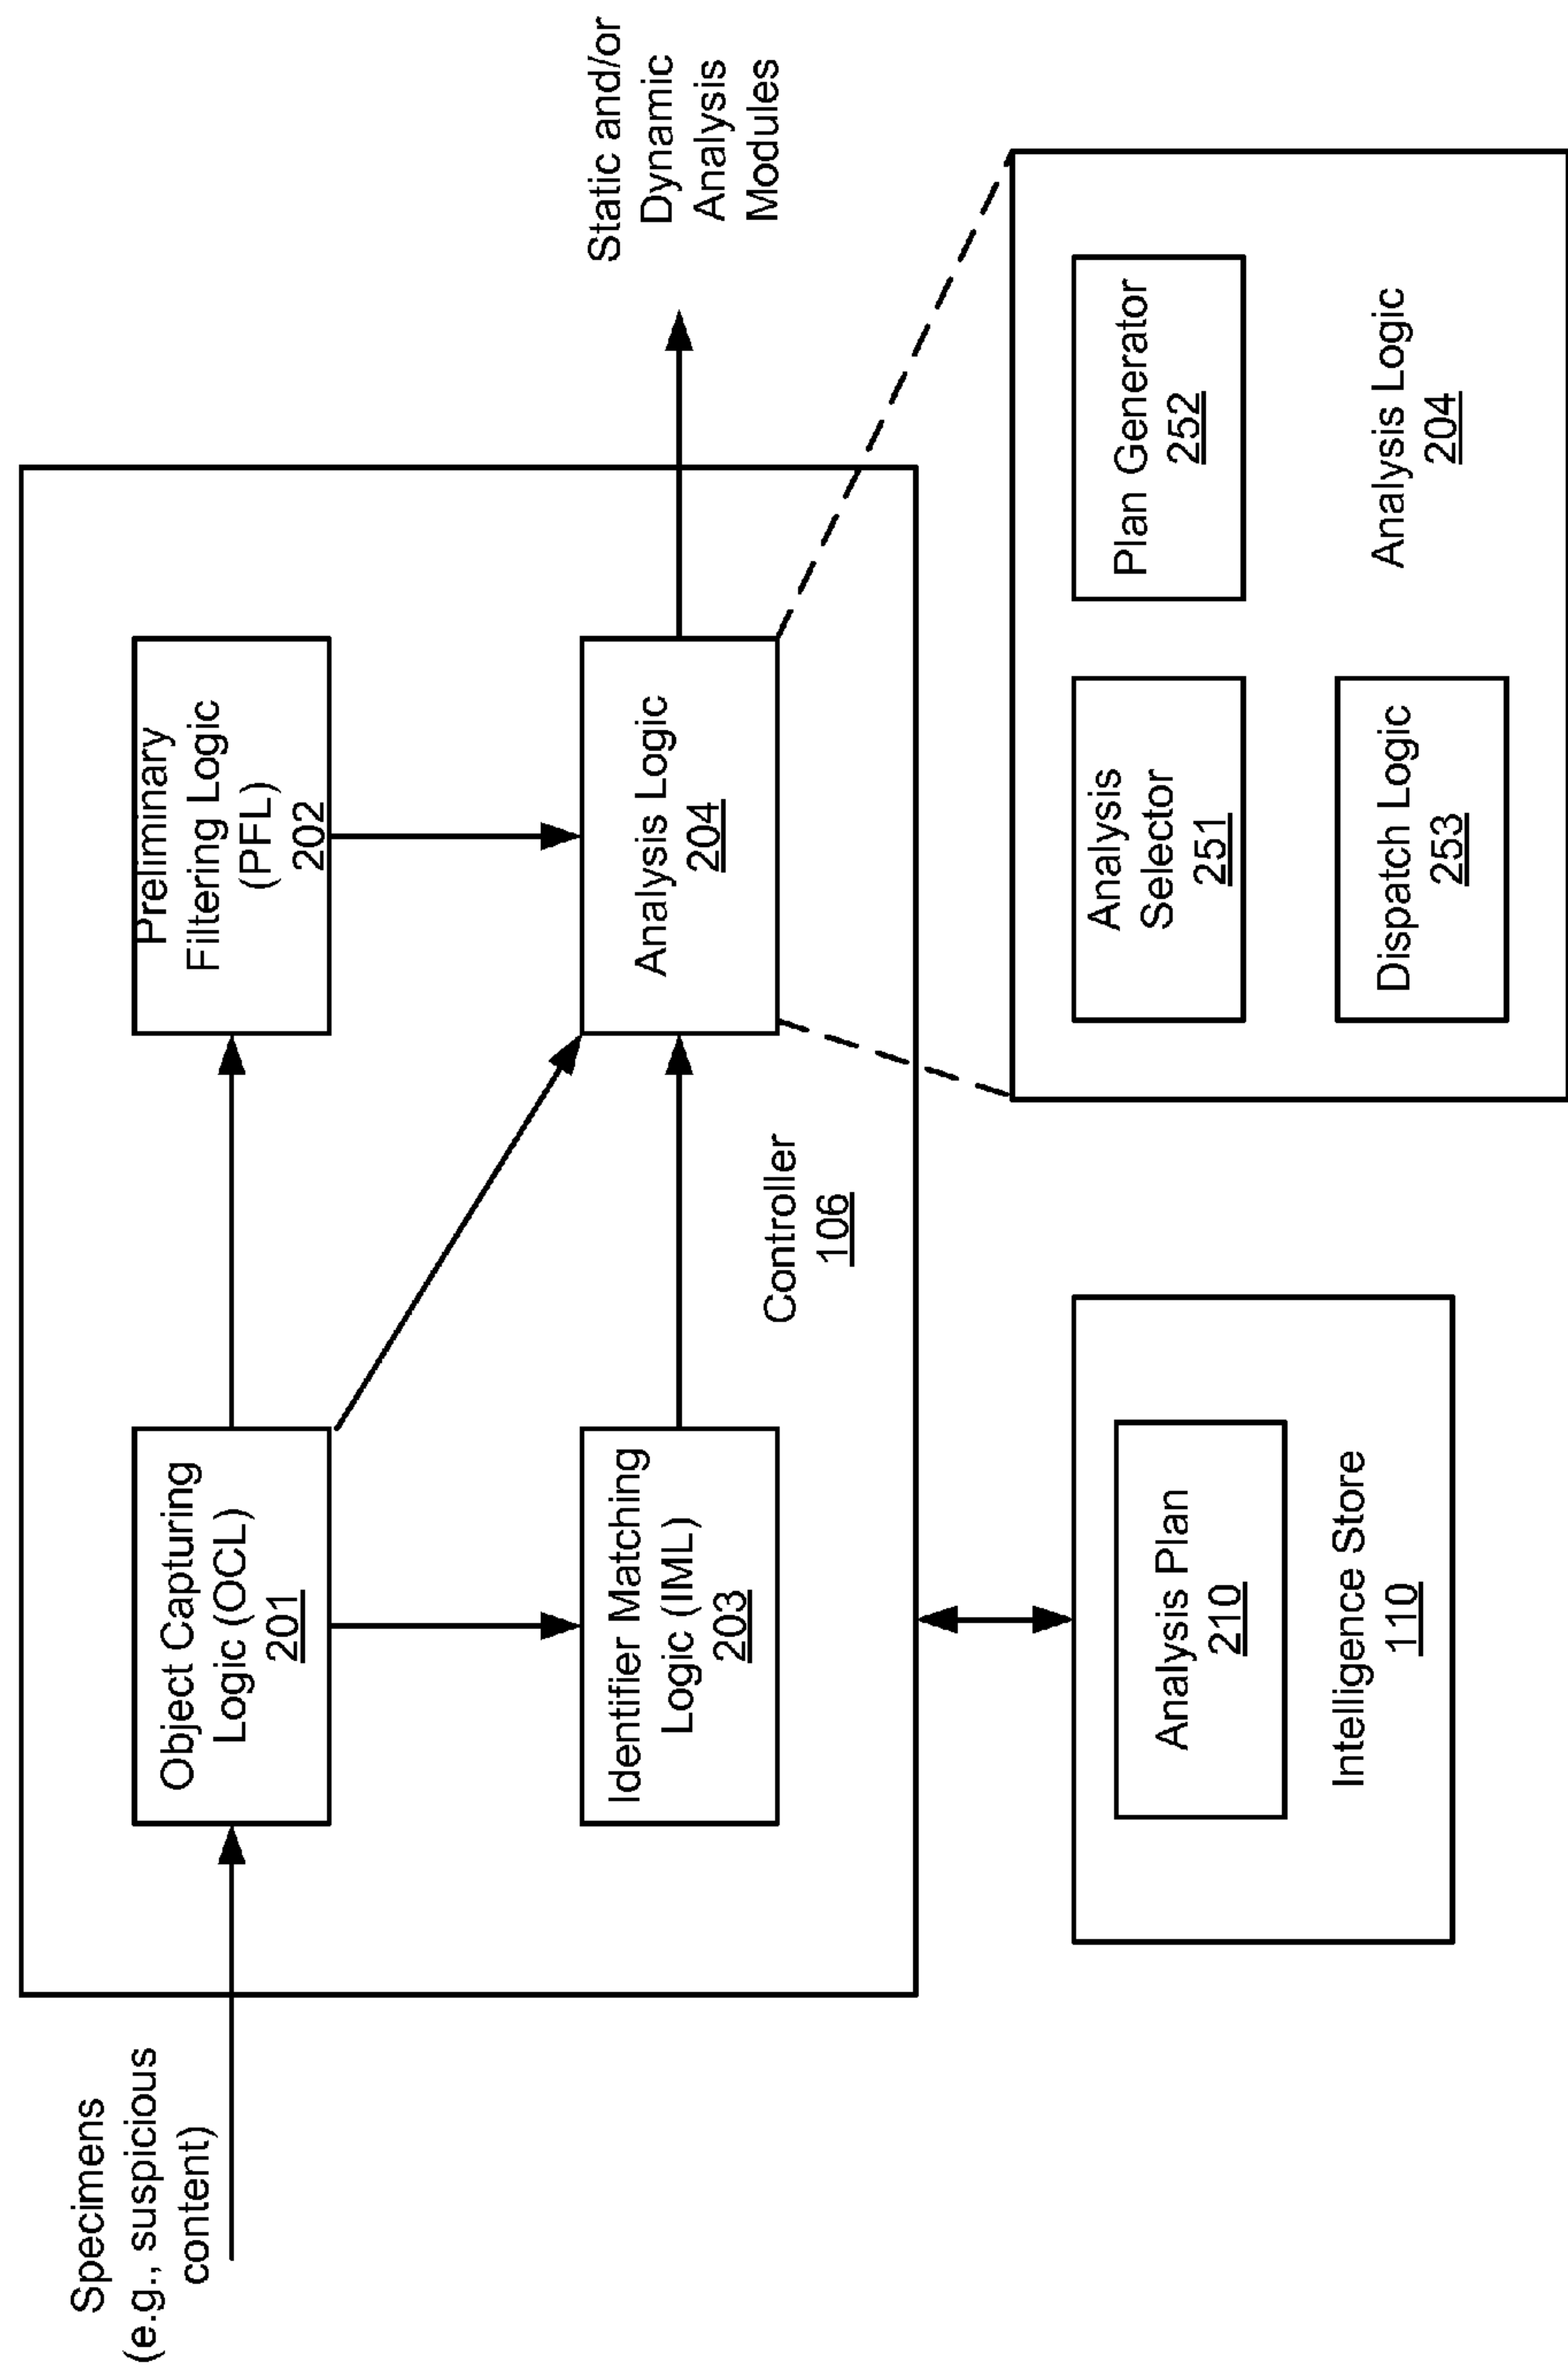 Specimens
(e.g., suspicious
content)
Object Capturing
Logic (OCL)
201
Preliminary
Filtering Logic
(PFL)
202
Static and/or
Dynamic
Analysis
Modules
Identifier Matching
Logic (IML)
203
Analysis Logic
204
Controller
106
Analysis Plan
210
Intelligence Store
110
Analysis
Selector
251
Plan Generator
252
Dispatch Logic
253
Analysis Logic
204